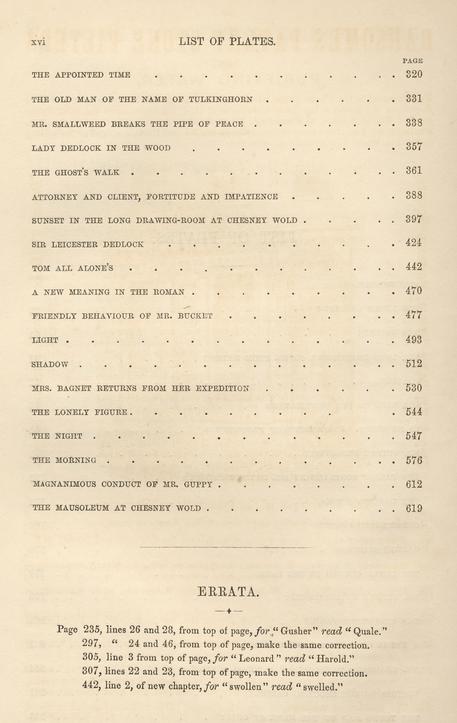 xvi LIST OF PLATES.
PAGE
THE APPOINTED TIME . . . . . . . . . . 320
THE OLD MAN OF THE NAME OF TULKINGHORN . . . . . . 331
MR. SMALLWEED BREAKS THE PIPE OF PEACE . . . . . . . 338
LADY DEDLOCK IN THE WOOD . . . . . . . . . 357
THE GHOST'S WALK . . . . . . . . . . . 361
ATTORNEY AND CLIENT, FORTITUDE AND IMPATIENCE . . . . . 388
SUNSET IN THE LONG DRAWING-ROOM AT CHESNEY WOLD . . . . . 397
SIR LEICESTER DEDLOCK . . . . . . . . . . 424
TOM ALL ALONE'S . . . . . . . . . . . 442
A NEW MEANING IN THE ROMAN . . . . . . . . . 470
FRIENDLY BEHAVIOUR OF MR. BUCKET . . . . . . . 477
LIGHT . . . . . . . . . . . . . . 493
SHADOW . . . . . . . . . . . . . 512
MRS. BAGNET RETURNS FROM HER EXPEDITION . . . . . . 530
THE LONELY FIGURE . . . . . . . . . . 544
THE NIGHT . . . . . . . . . . . . . 547
THE MORNING . . . . . . . . . . . . 576
MAGNANIMOUS CONDUCT OF MR. GUPPY . . . . . . . . 612
THE MAUSOLEUM AT CHESNEY WOLD . . . . . . . . 619
ERRATA.
Page 235, lines 26 and 28, from top of page, for "Gusher" read "Quale."
297, " 24 and 46, from top of page, make the same correction.
305, line 3 from top of page, for "Leonard" read "Harold."
307, lines 22 and 23, from top of page, make the same correction.
442, line 2, of new chapter, for "swollen" read "swelled."